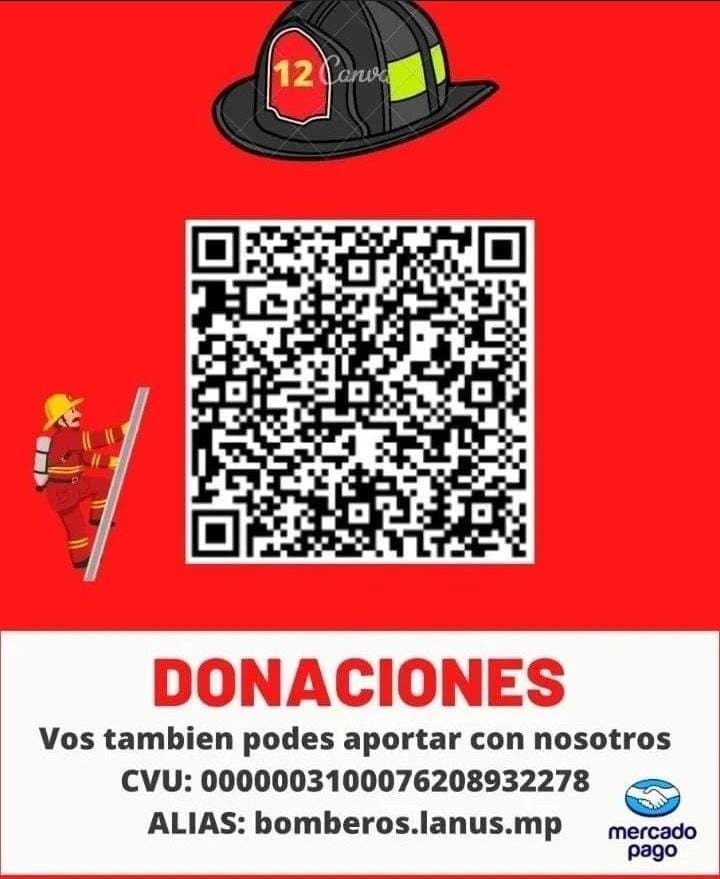 12
Canva
DONACIONES
Vos tambien podes aportar con nosotros
CVU: 0000003100076208932278
ALIAS: bomberos.lanus.mp
mercado
pago